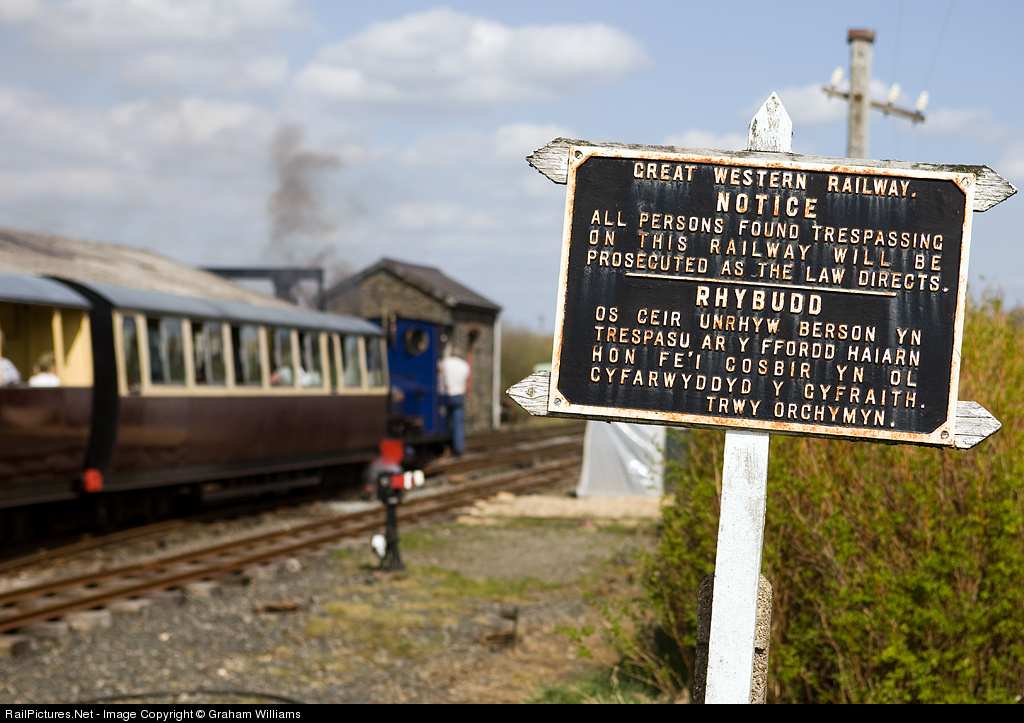 GREAT WESTERN RAILWAY.
NOTICE
ALL PERSONS FOUND TRESPASSING
ON THIS RAILWAY WILL BE
PROSECUTED AS THE LAW DIRECTS.
RHYBUDD
OS CEIR UNRHYW BERSON YN
TRESPASU AR Y FFORDD HAIARN
HON FE'I COSBIR YN OL
CYFARWYDDYD Y GYFRAITH.
TRWY ORCHYMYN.
RailPictures.Net - Image Copyright © Graham Williams